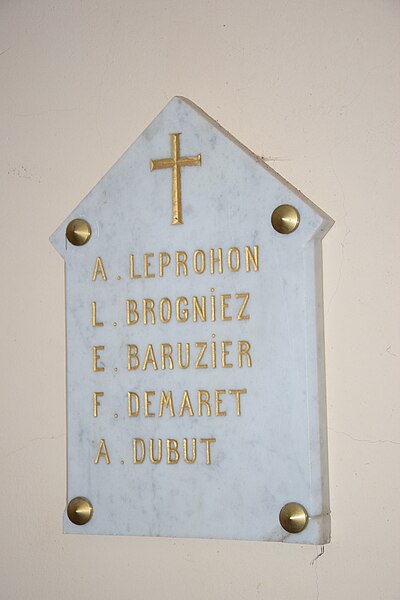 A. LEPROHON
L. BROGNiEZ
E. BARUZiER
F. DEMARET
A. DUBUT